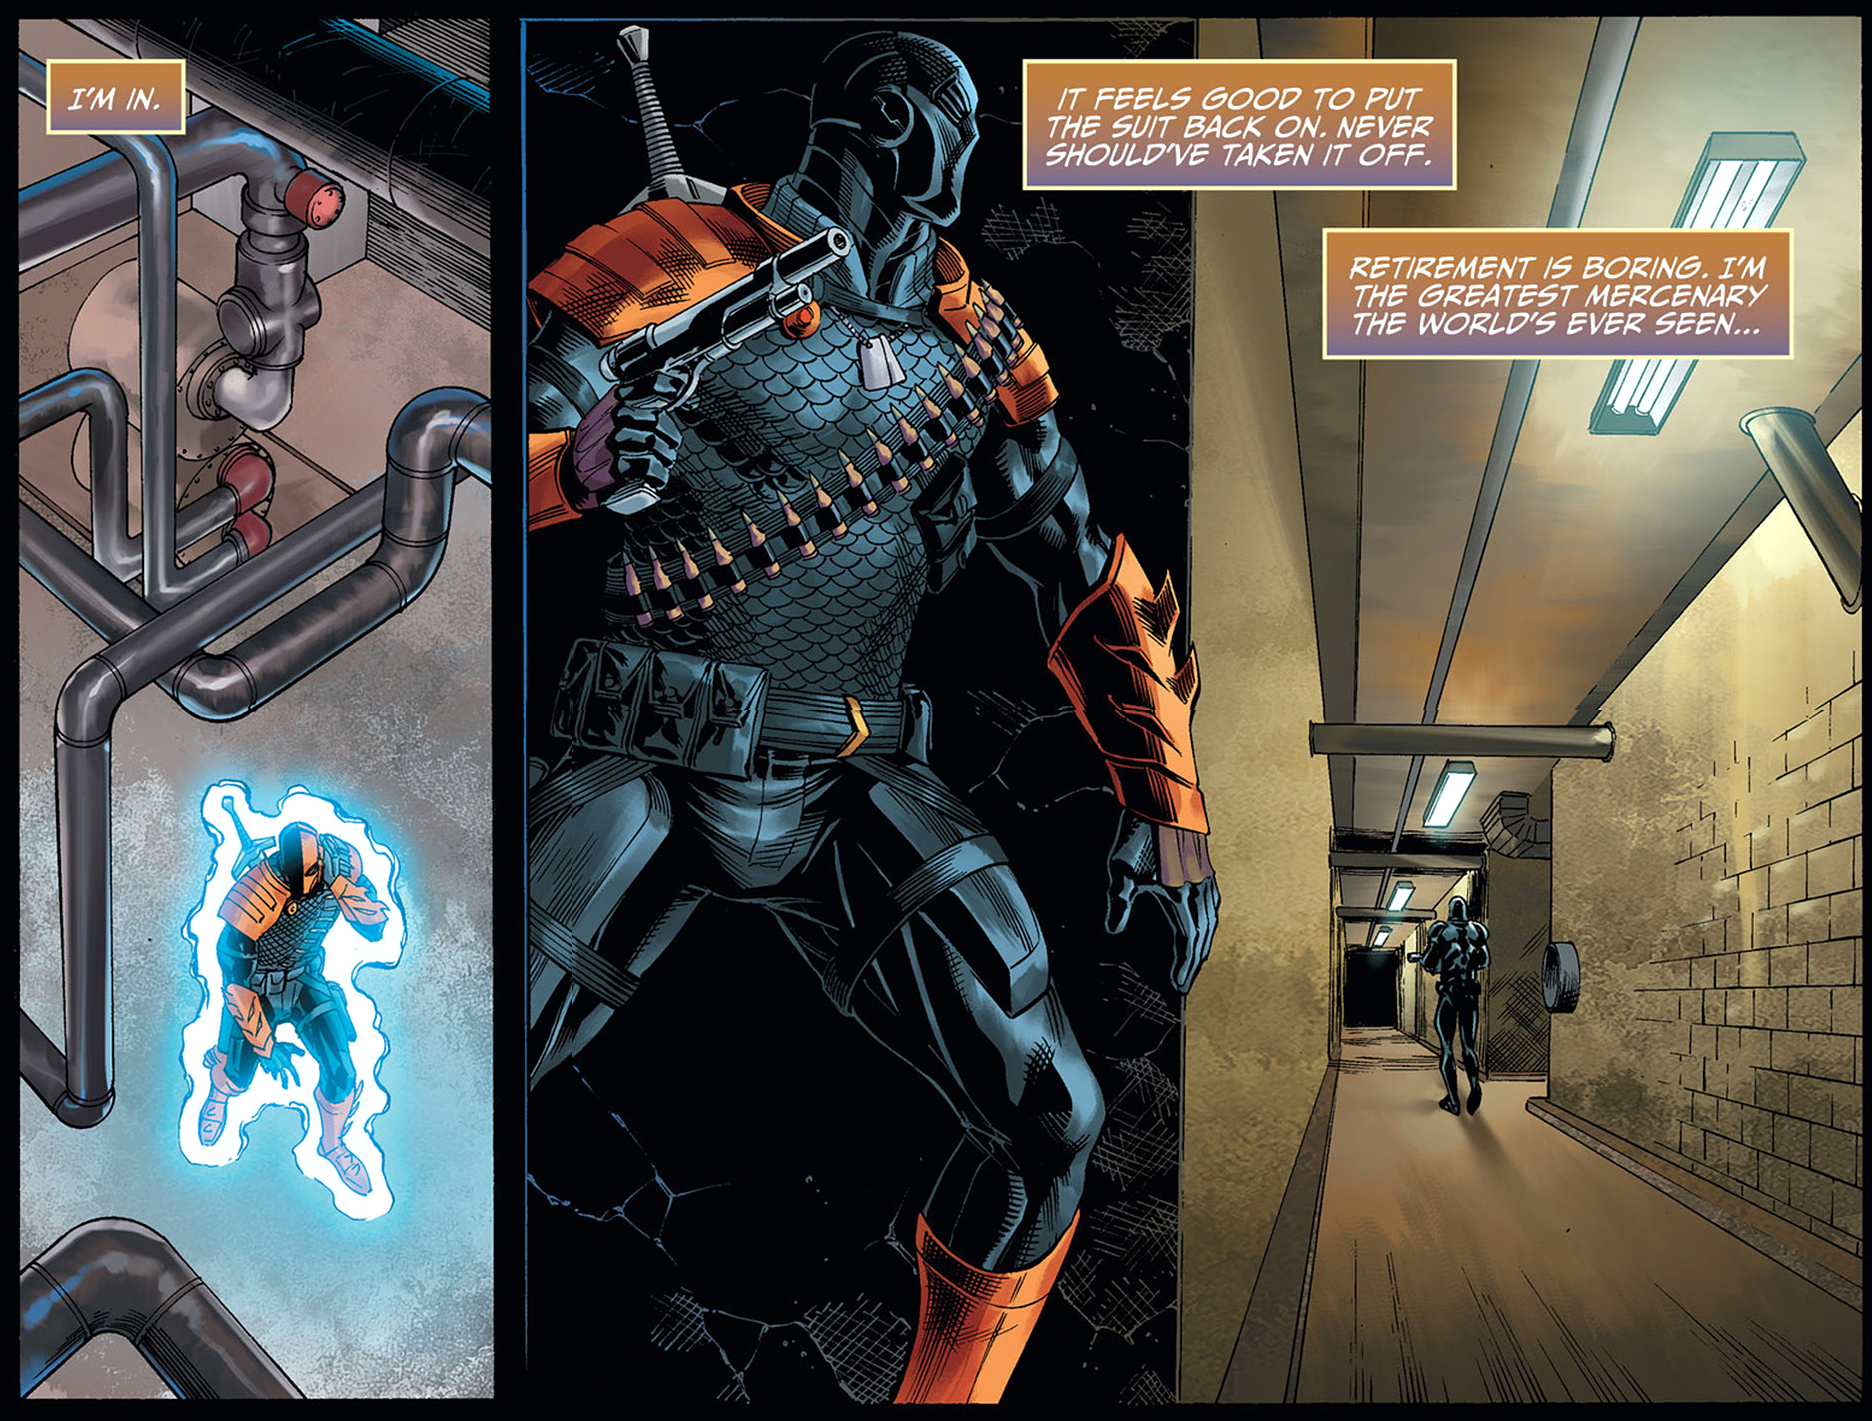 I'M IN.
IT FEELS GOOD TO PUT
THE SUIT BACK ON. NEVER
SHOULD'VE TAKEN IT OFF.
RETIREMENT IS BORING. I'M
THE GREATEST MERCENARY
THE WORLD'S EVER SEEN...